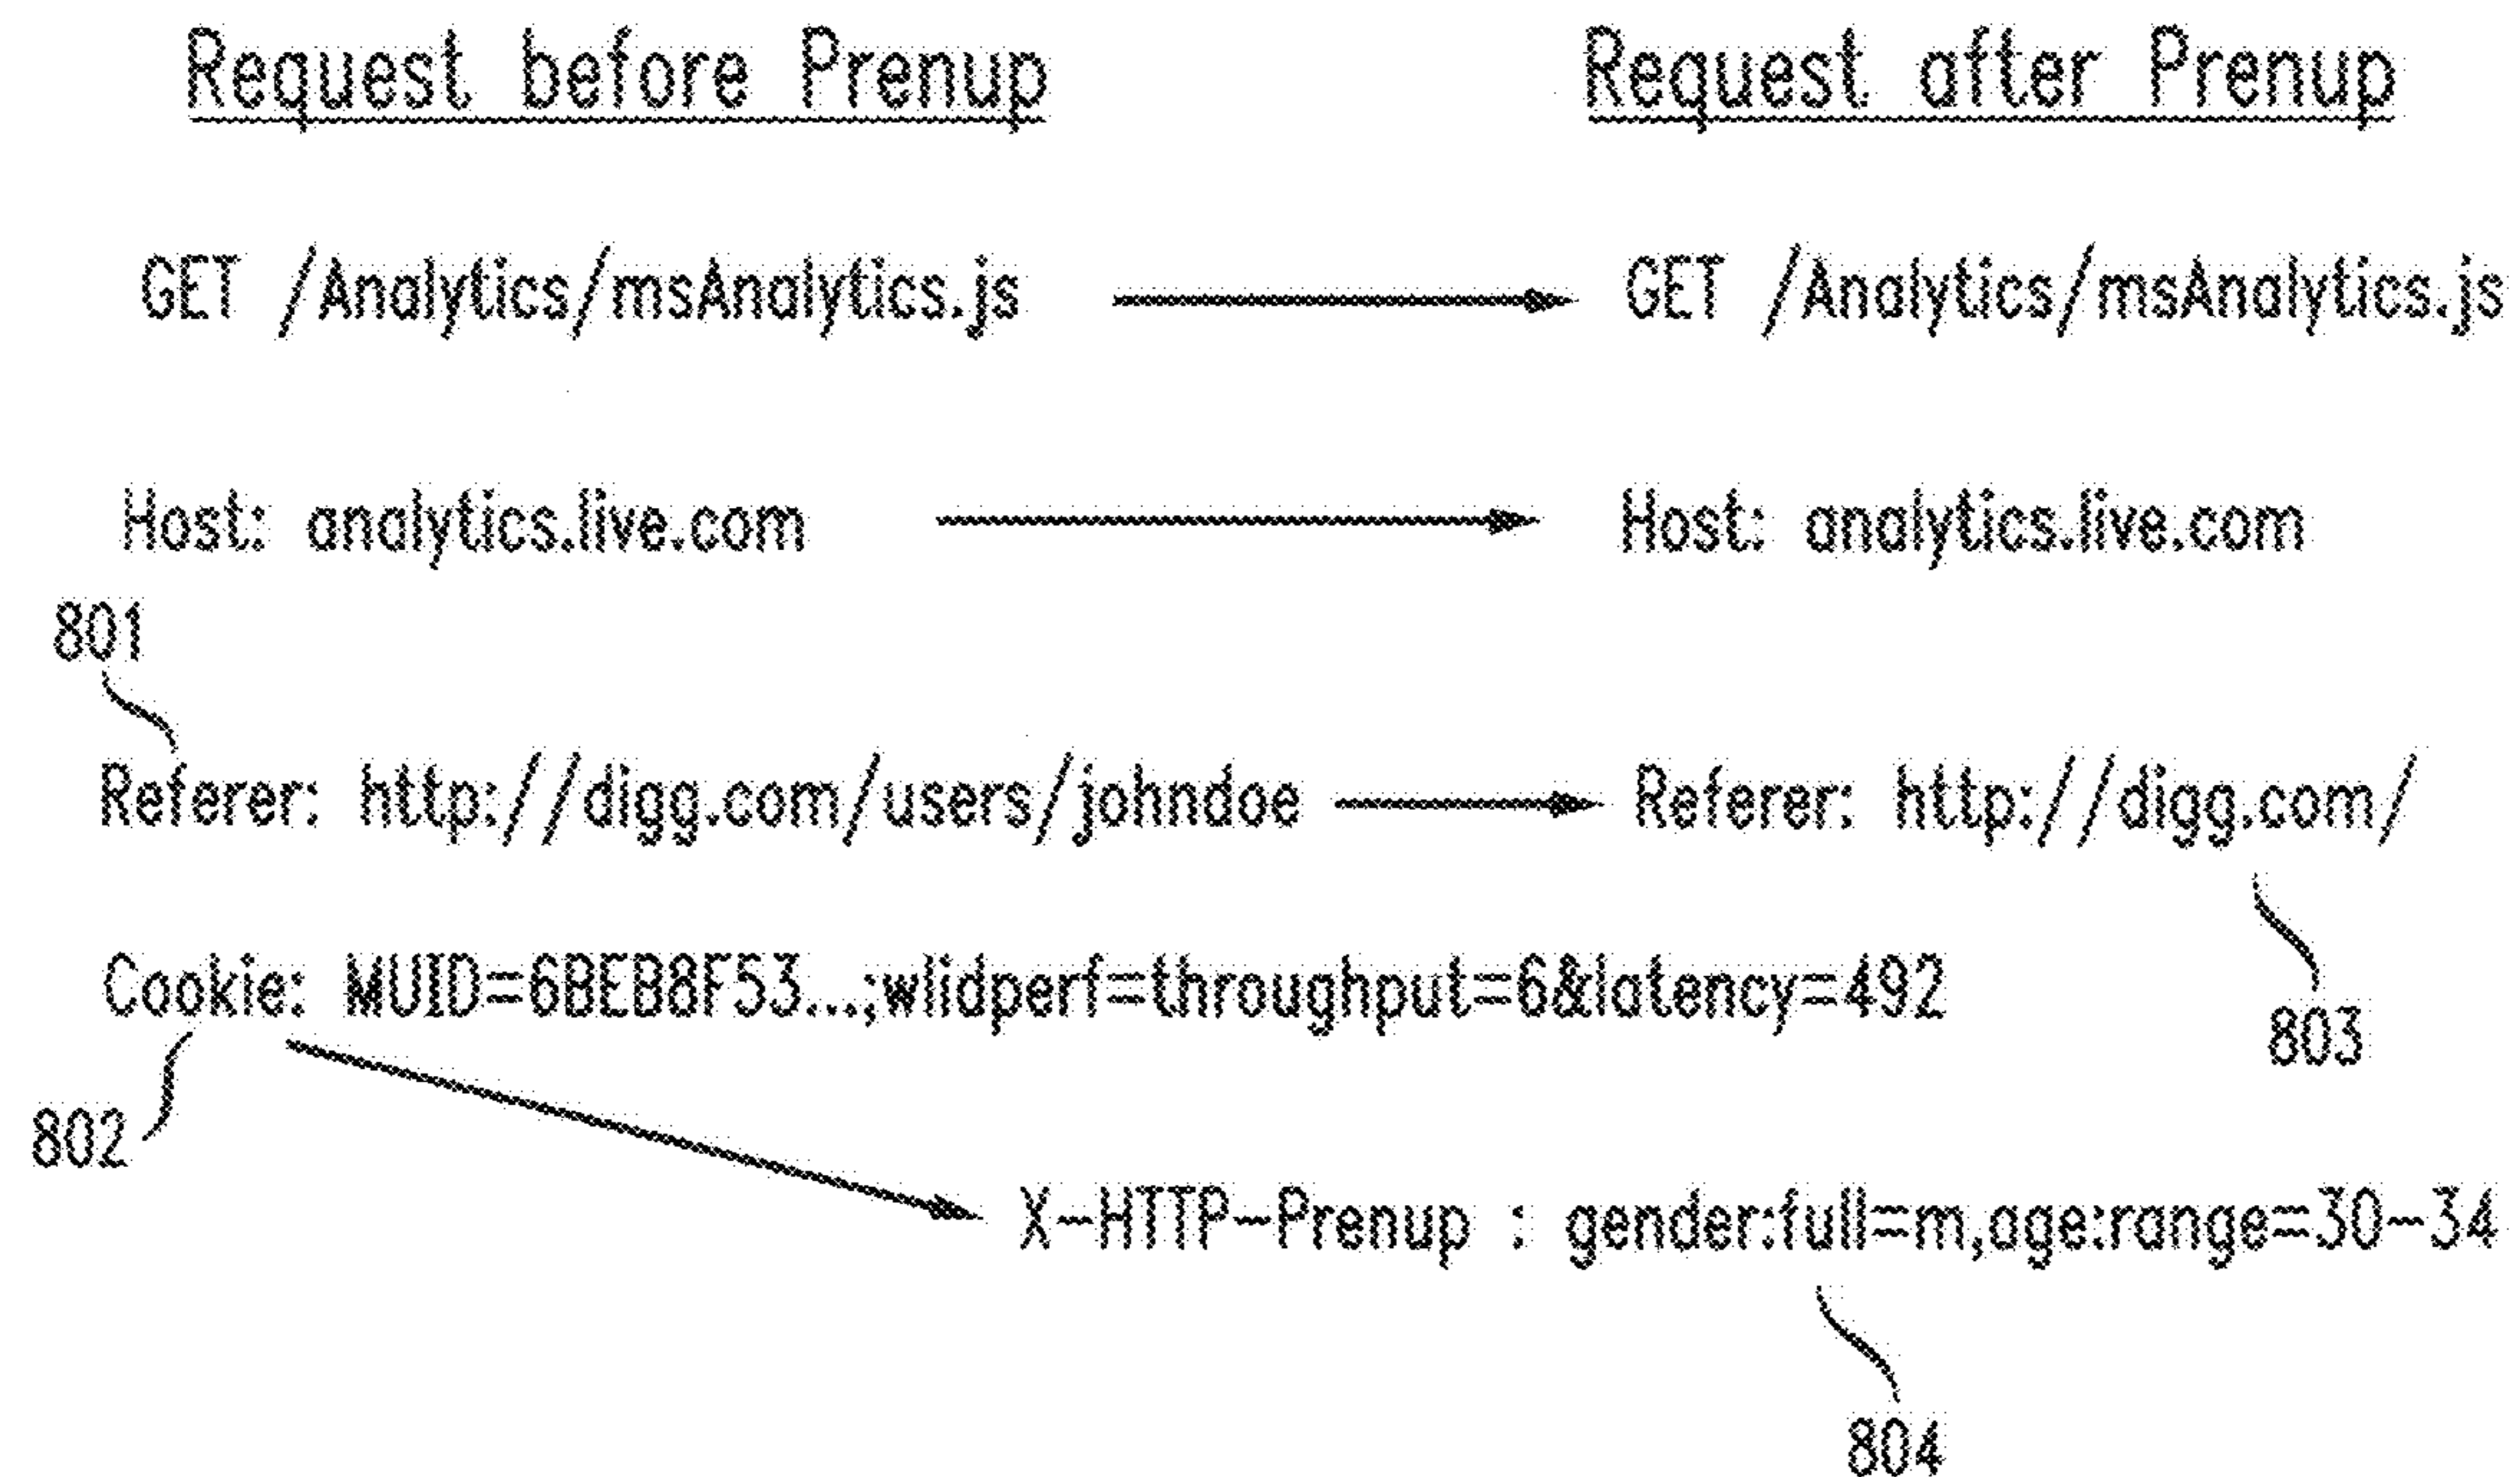 Request before Prenup    Request after Prenup
GET /Analytics/msAnalytics.js    GET /Analytics/msAnalytics.js
Host: analytics.live.com    Host: analytics.live.com
801
Referer: http://digg.com/users/johndoe    Referer: http://digg.com/
Cookie: MUID=6BEB8F53...;wlidperf=throughput=6&latency=492
803
802
X-HTTP-Prenup : gender:full=m,age:range=30-34
804